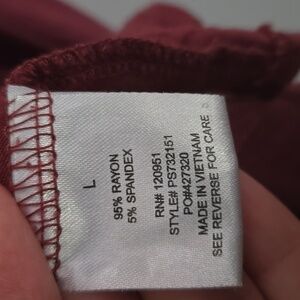 L
95% RAYON
5% SPANDEX
RN# 120951
STYLE# PS732151
PO#427320
MADE IN VIETNAM
SEE REVERSE FOR CARE